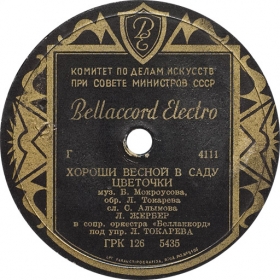 КОМИТЕТ ПО ДЕЛАМ ИСКУССТВ
ПРИ СОВЕТЕ МИНИСТРОВ СССР
Bellaccord Electro
Г 4111
ХОРОШИ ВЕСНОЙ В САДУ
ЦВЕТОЧКИ
муз. Б. Мокроусова,
обр. Л. Токарева
сл. С. Алымова
Л. ЖЕРБЕР
в сопр. оркестра «Беллаккорд»
под упр. Л. ТОКАРЕВА
ГРК 126 5435